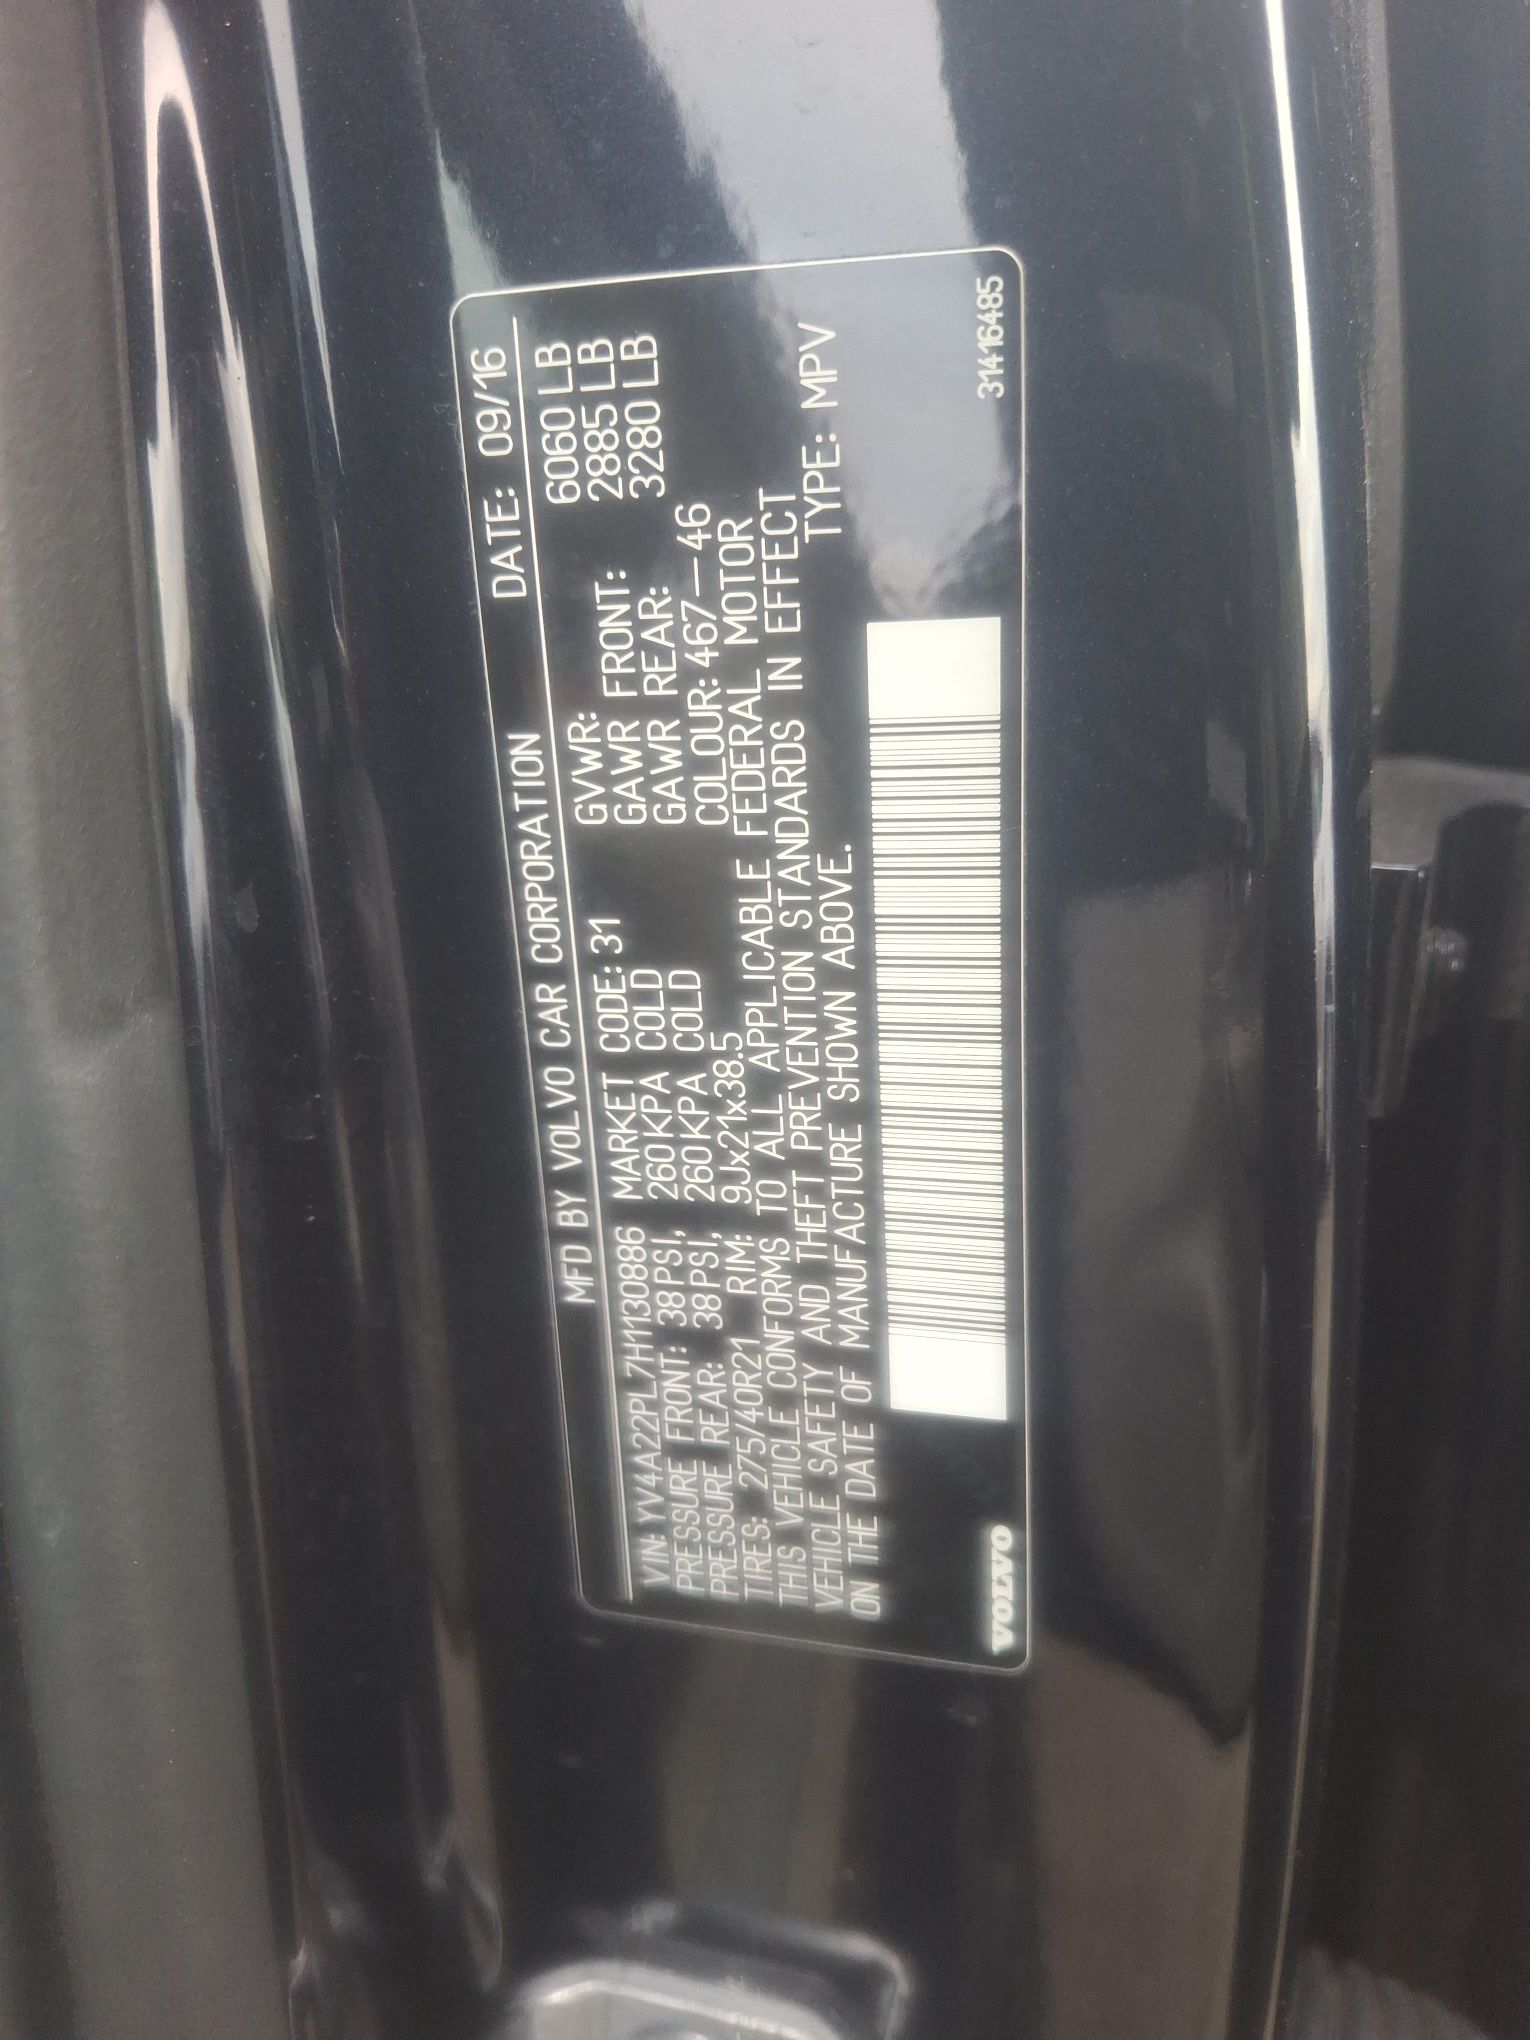 MFD BY VOLVO CAR CORPORATION DATE: 09/16
VIN: YV4A22PL7H1130886 MARKET CODE: 31 GVWR: 6060 LB
PRESSURE FRONT: 38 PSI, 260 KPA COLD GAWR FRONT: 2885 LB
PRESSURE REAR: 38 PSI, 260 KPA COLD GAWR REAR: 3280 LB
TIRES: 275/40R21 RIM: 9Jx21x38.5 COLOUR: 467—46
THIS VEHICLE CONFORMS TO ALL APPLICABLE FEDERAL MOTOR
VEHICLE SAFETY AND THEFT PREVENTION STANDARDS IN EFFECT
ON THE DATE OF MANUFACTURE SHOWN ABOVE. TYPE: MPV
VOLVO 31416485